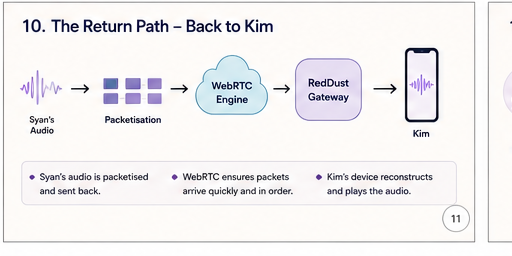 10. The Return Path – Back to Kim
Syan's
Audio
Packetisation
WebRTC
Engine
RedDust
Gateway
Kim
Syan's audio is packetised
and sent back.
WebRTC ensures packets
arrive quickly and in order.
Kim's device reconstructs
and plays the audio.
11